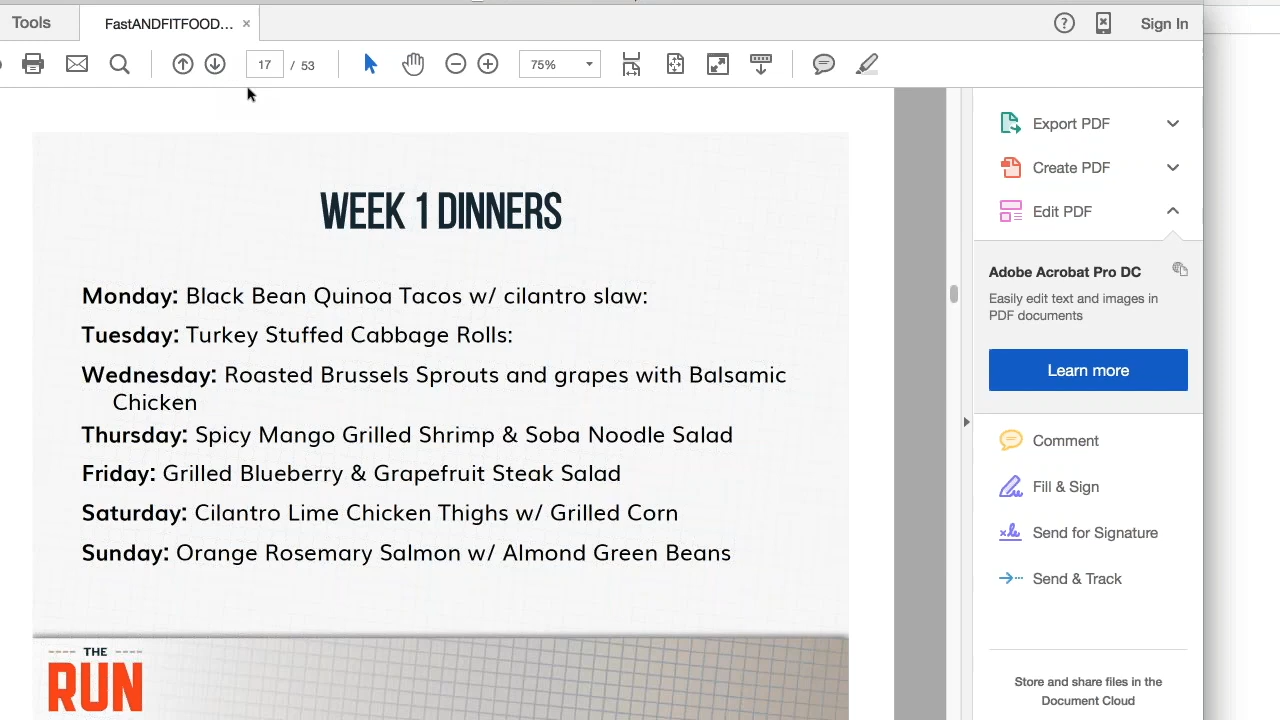 Tools
FastANDFITFOOD... ×
? Sign In
17 / 53
75%
Export PDF
Create PDF
Edit PDF
Adobe Acrobat Pro DC
Easily edit text and images in
PDF documents
Learn more
Comment
Fill & Sign
Send for Signature
Send & Track
Store and share files in the
Document Cloud
WEEK 1 DINNERS
Monday: Black Bean Quinoa Tacos w/ cilantro slaw:
Tuesday: Turkey Stuffed Cabbage Rolls:
Wednesday: Roasted Brussels Sprouts and grapes with Balsamic
Chicken
Thursday: Spicy Mango Grilled Shrimp & Soba Noodle Salad
Friday: Grilled Blueberry & Grapefruit Steak Salad
Saturday: Cilantro Lime Chicken Thighs w/ Grilled Corn
Sunday: Orange Rosemary Salmon w/ Almond Green Beans
THE
RUN